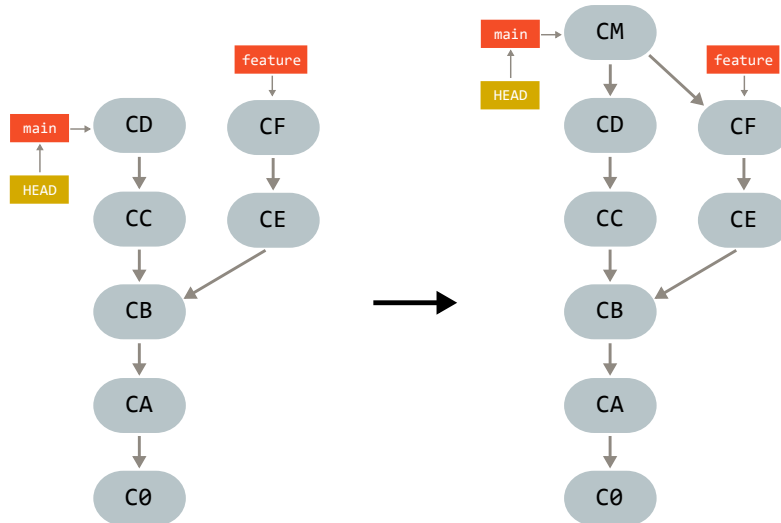 feature
main
CD
CF
HEAD
CC
CE
CB
CA
C0
main
CM
feature
HEAD
CD
CF
CC
CE
CB
CA
C0